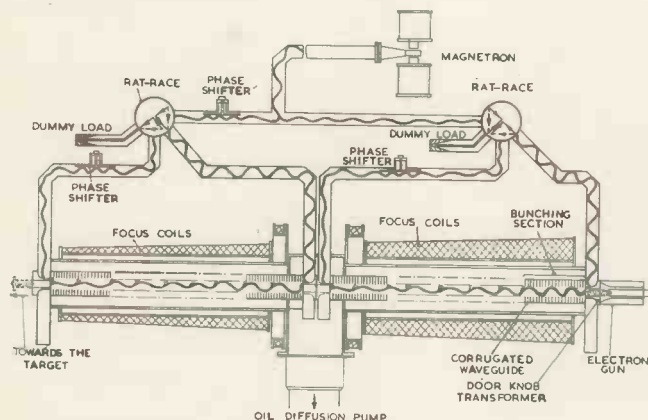 MAGNETRON
RAT-RACE
PHASE
SHIFTER
RAT-RACE
DUMMY LOAD
DUMMY LOAD
PHASE
SHIFTER
PHASE
SHIFTER
FOCUS COILS
FOCUS COILS
BUNCHING
SECTION
TOWARDS THE
TARGET
CORRUGATED
WAVEGUIDE
ELECTRON
GUN
DOOR KNOB
TRANSFORMER
OIL DIFFUSION PUMP